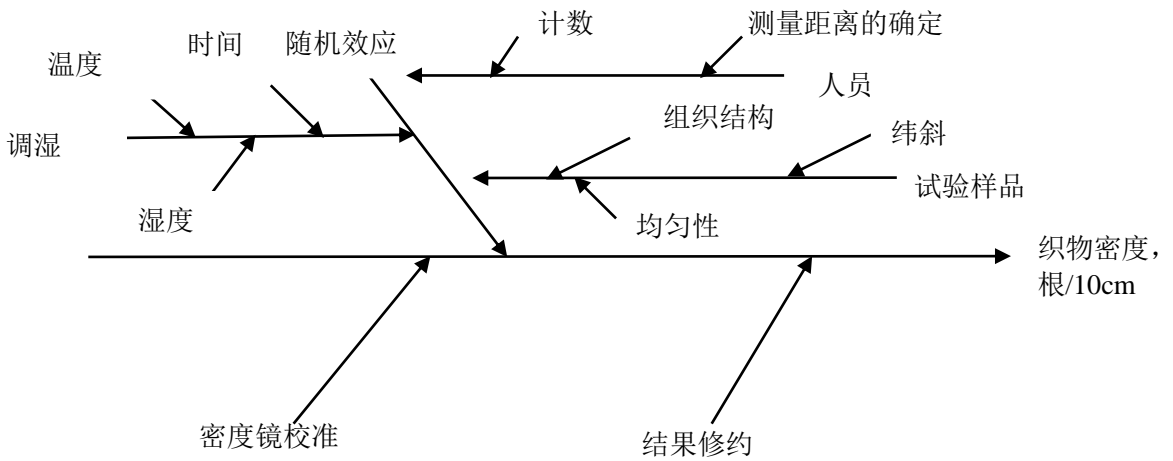 计数
测量距离的确定
时间
随机效应
温度
人员
组织结构
纬斜
调湿
试验样品
湿度
均匀性
织物密度，
根/10cm
密度镜校准
结果修约